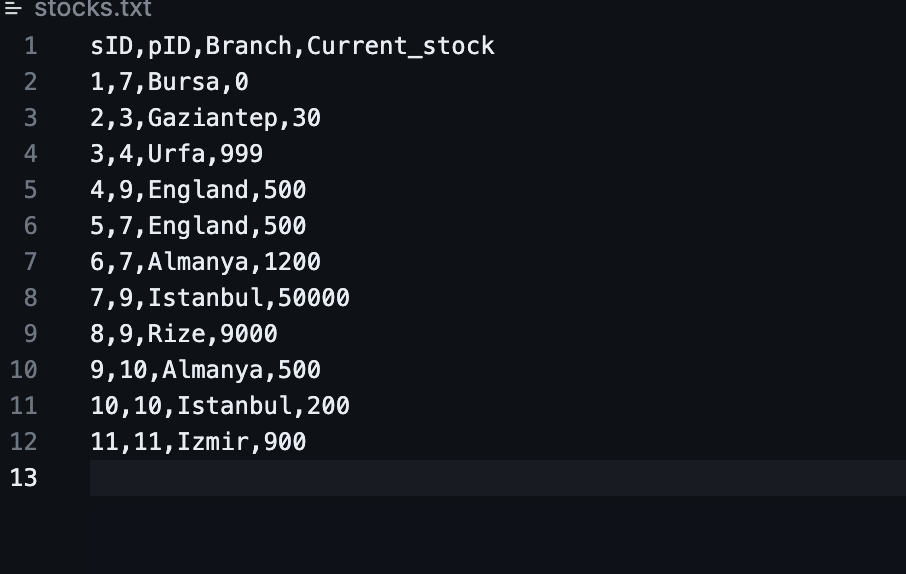 stocks.txt
1 sID,pID,Branch,Current_stock
2 1,7,Bursa,0
3 2,3,Gaziantep,30
4 3,4,Urfa,999
5 4,9,England,500
6 5,7,England,500
7 6,7,Almanya,1200
8 7,9,Istanbul,50000
9 8,9,Rize,9000
10 9,10,Almanya,500
11 10,10,Istanbul,200
12 11,11,Izmir,900
13